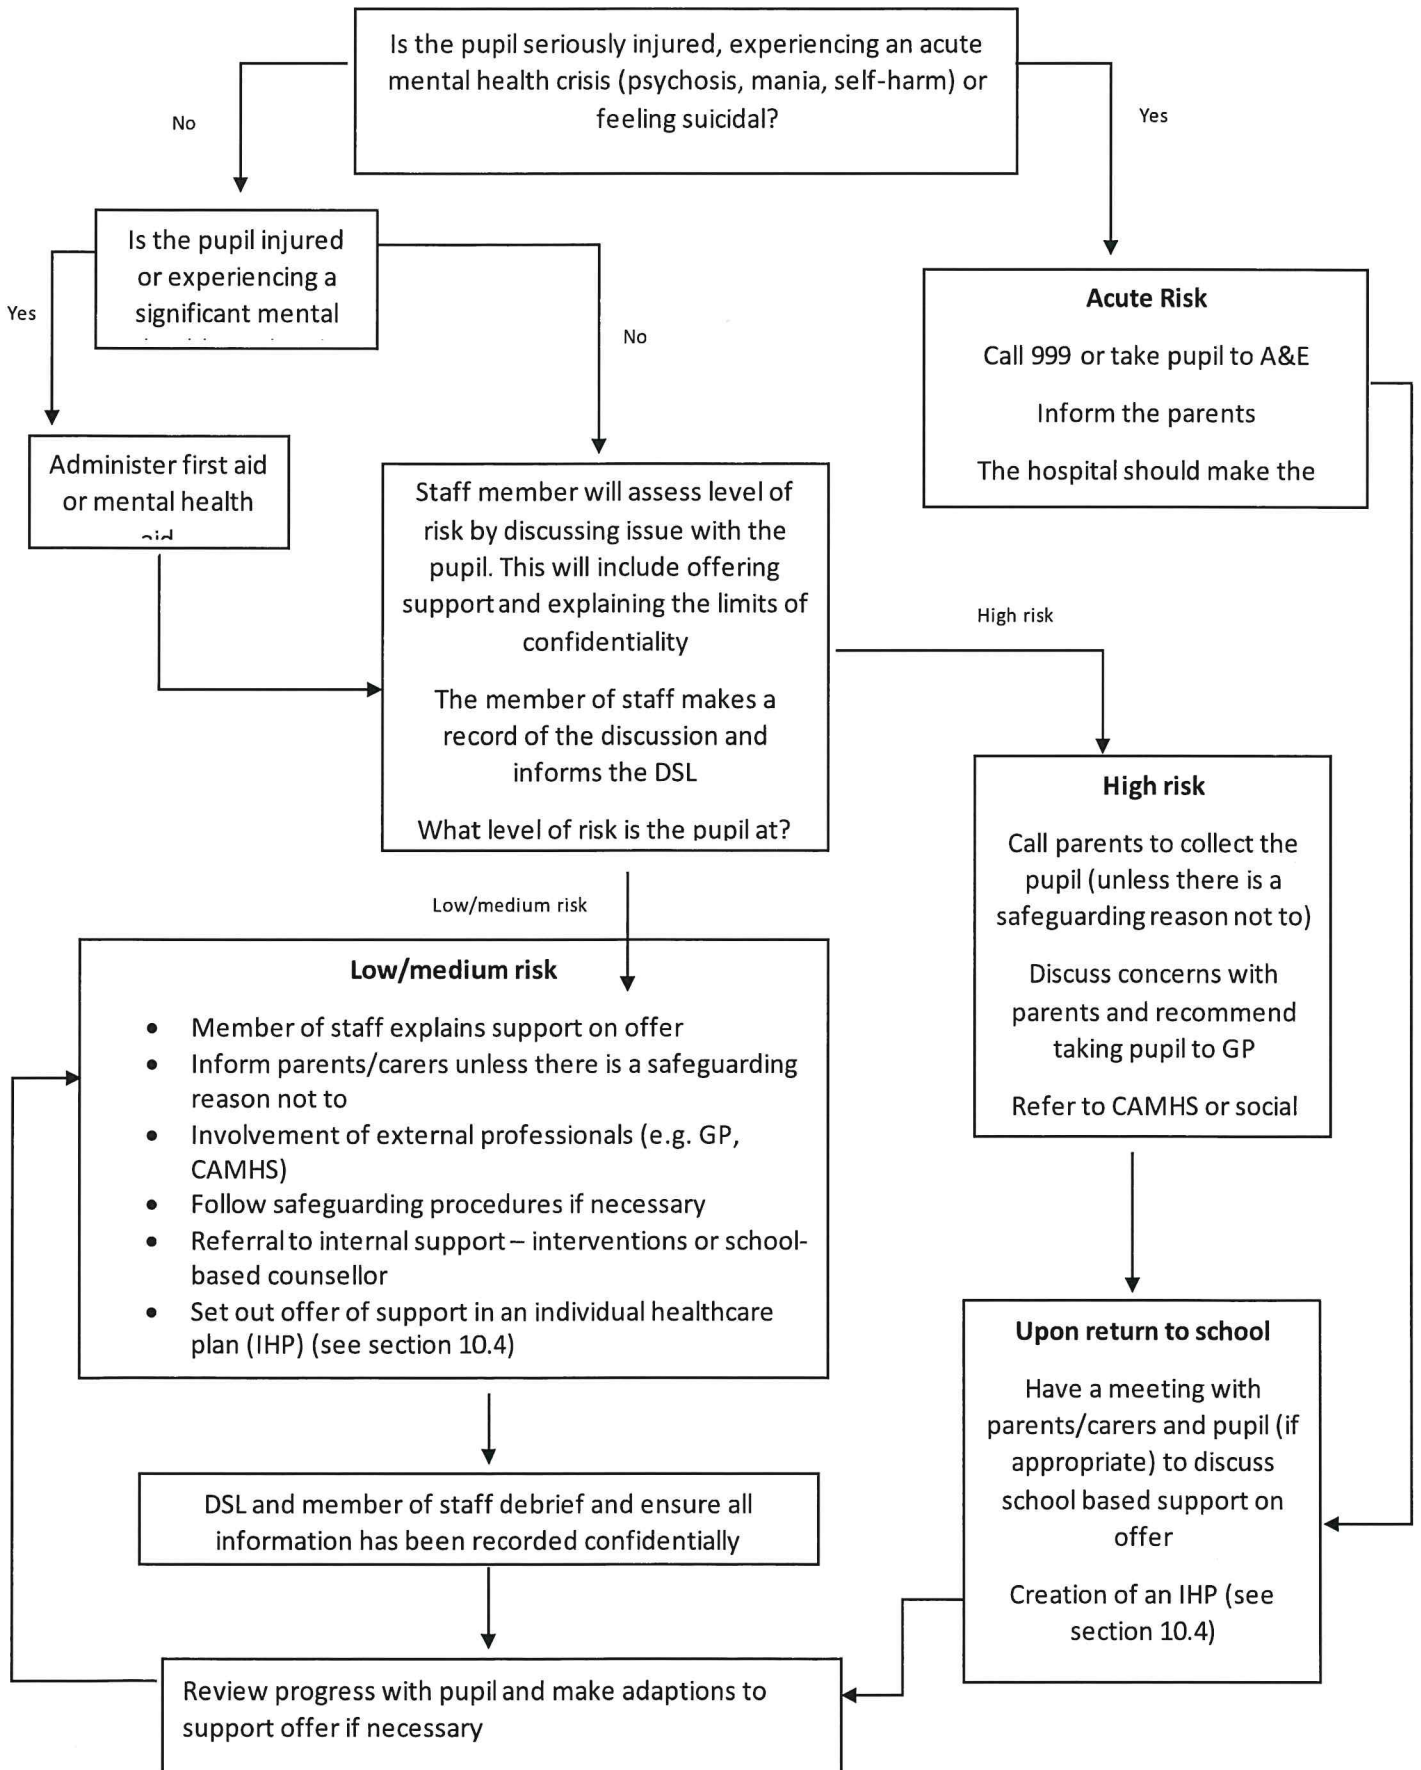 Is the pupil seriously injured, experiencing an acute
mental health crisis (psychosis, mania, self-harm) or
feeling suicidal?
No
Yes
Is the pupil injured
or experiencing a
significant mental
Yes
No
Acute Risk
Call 999 or take pupil to A&E
Inform the parents
The hospital should make the
Administer first aid
or mental health
aid
Staff member will assess level of
risk by discussing issue with the
pupil. This will include offering
support and explaining the limits of
confidentiality
The member of staff makes a
record of the discussion and
informs the DSL
What level of risk is the pupil at?
High risk
High risk
Call parents to collect the
pupil (unless there is a
safeguarding reason not to)
Discuss concerns with
parents and recommend
taking pupil to GP
Refer to CAMHS or social
Low/medium risk
Low/medium risk
• Member of staff explains support on offer
• Inform parents/carers unless there is a safeguarding
reason not to
• Involvement of external professionals (e.g. GP,
CAMHS)
• Follow safeguarding procedures if necessary
• Referral to internal support – interventions or school-
based counsellor
• Set out offer of support in an individual healthcare
plan (IHP) (see section 10.4)
Upon return to school
Have a meeting with
parents/carers and pupil (if
appropriate) to discuss
school based support on
offer
Creation of an IHP (see
section 10.4)
DSL and member of staff debrief and ensure all
information has been recorded confidentially
Review progress with pupil and make adaptions to
support offer if necessary